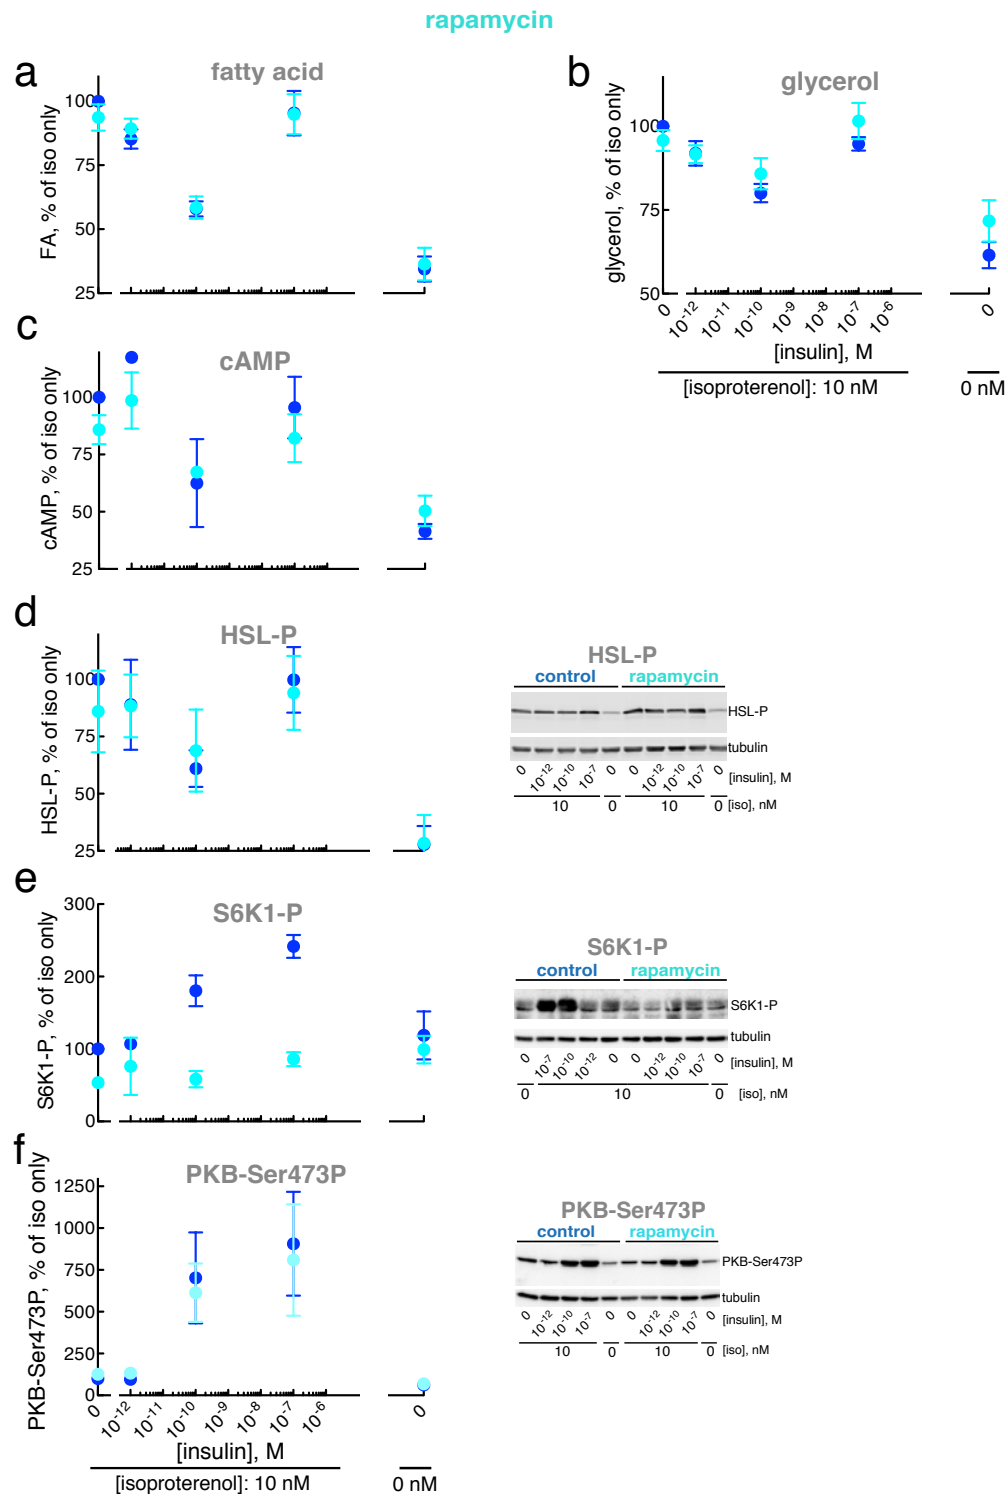 rapamycin
a
fatty acid
FA, % of iso only
100
75
50
25
b
glycerol
glycerol, % of iso only
100
75
50
0 10-12 10-11 10-10 10-9 10-8 10-7 10-6 0
[insulin], M
[isoproterenol]: 10 nM 0 nM
c
cAMP
cAMP, % of iso only
100
75
50
25
d
HSL-P
HSL-P, % of iso only
100
75
50
25
HSL-P
control rapamycin
HSL-P
tubulin
0 10-12 10-10 10-7 0 0 10-12 10-10 10-7 0 [insulin], M
10 0 10 0 [iso], nM
e
S6K1-P
S6K1-P, % of iso only
300
200
100
0
S6K1-P
control rapamycin
S6K1-P
tubulin
0 10-7 10-10 10-12 0 0 10-12 10-10 10-7 0 [insulin], M
0 10 0 [iso], nM
f
PKB-Ser473P
PKB-Ser473P, % of iso only
1250
1000
750
500
250
0
0 10-12 10-11 10-10 10-9 10-8 10-7 10-6 0
[insulin], M
[isoproterenol]: 10 nM 0 nM
PKB-Ser473P
control rapamycin
PKB-Ser473P
tubulin
0 10-12 10-10 10-7 0 0 10-12 10-10 10-7 0 [insulin], M
10 0 10 0 [iso], nM